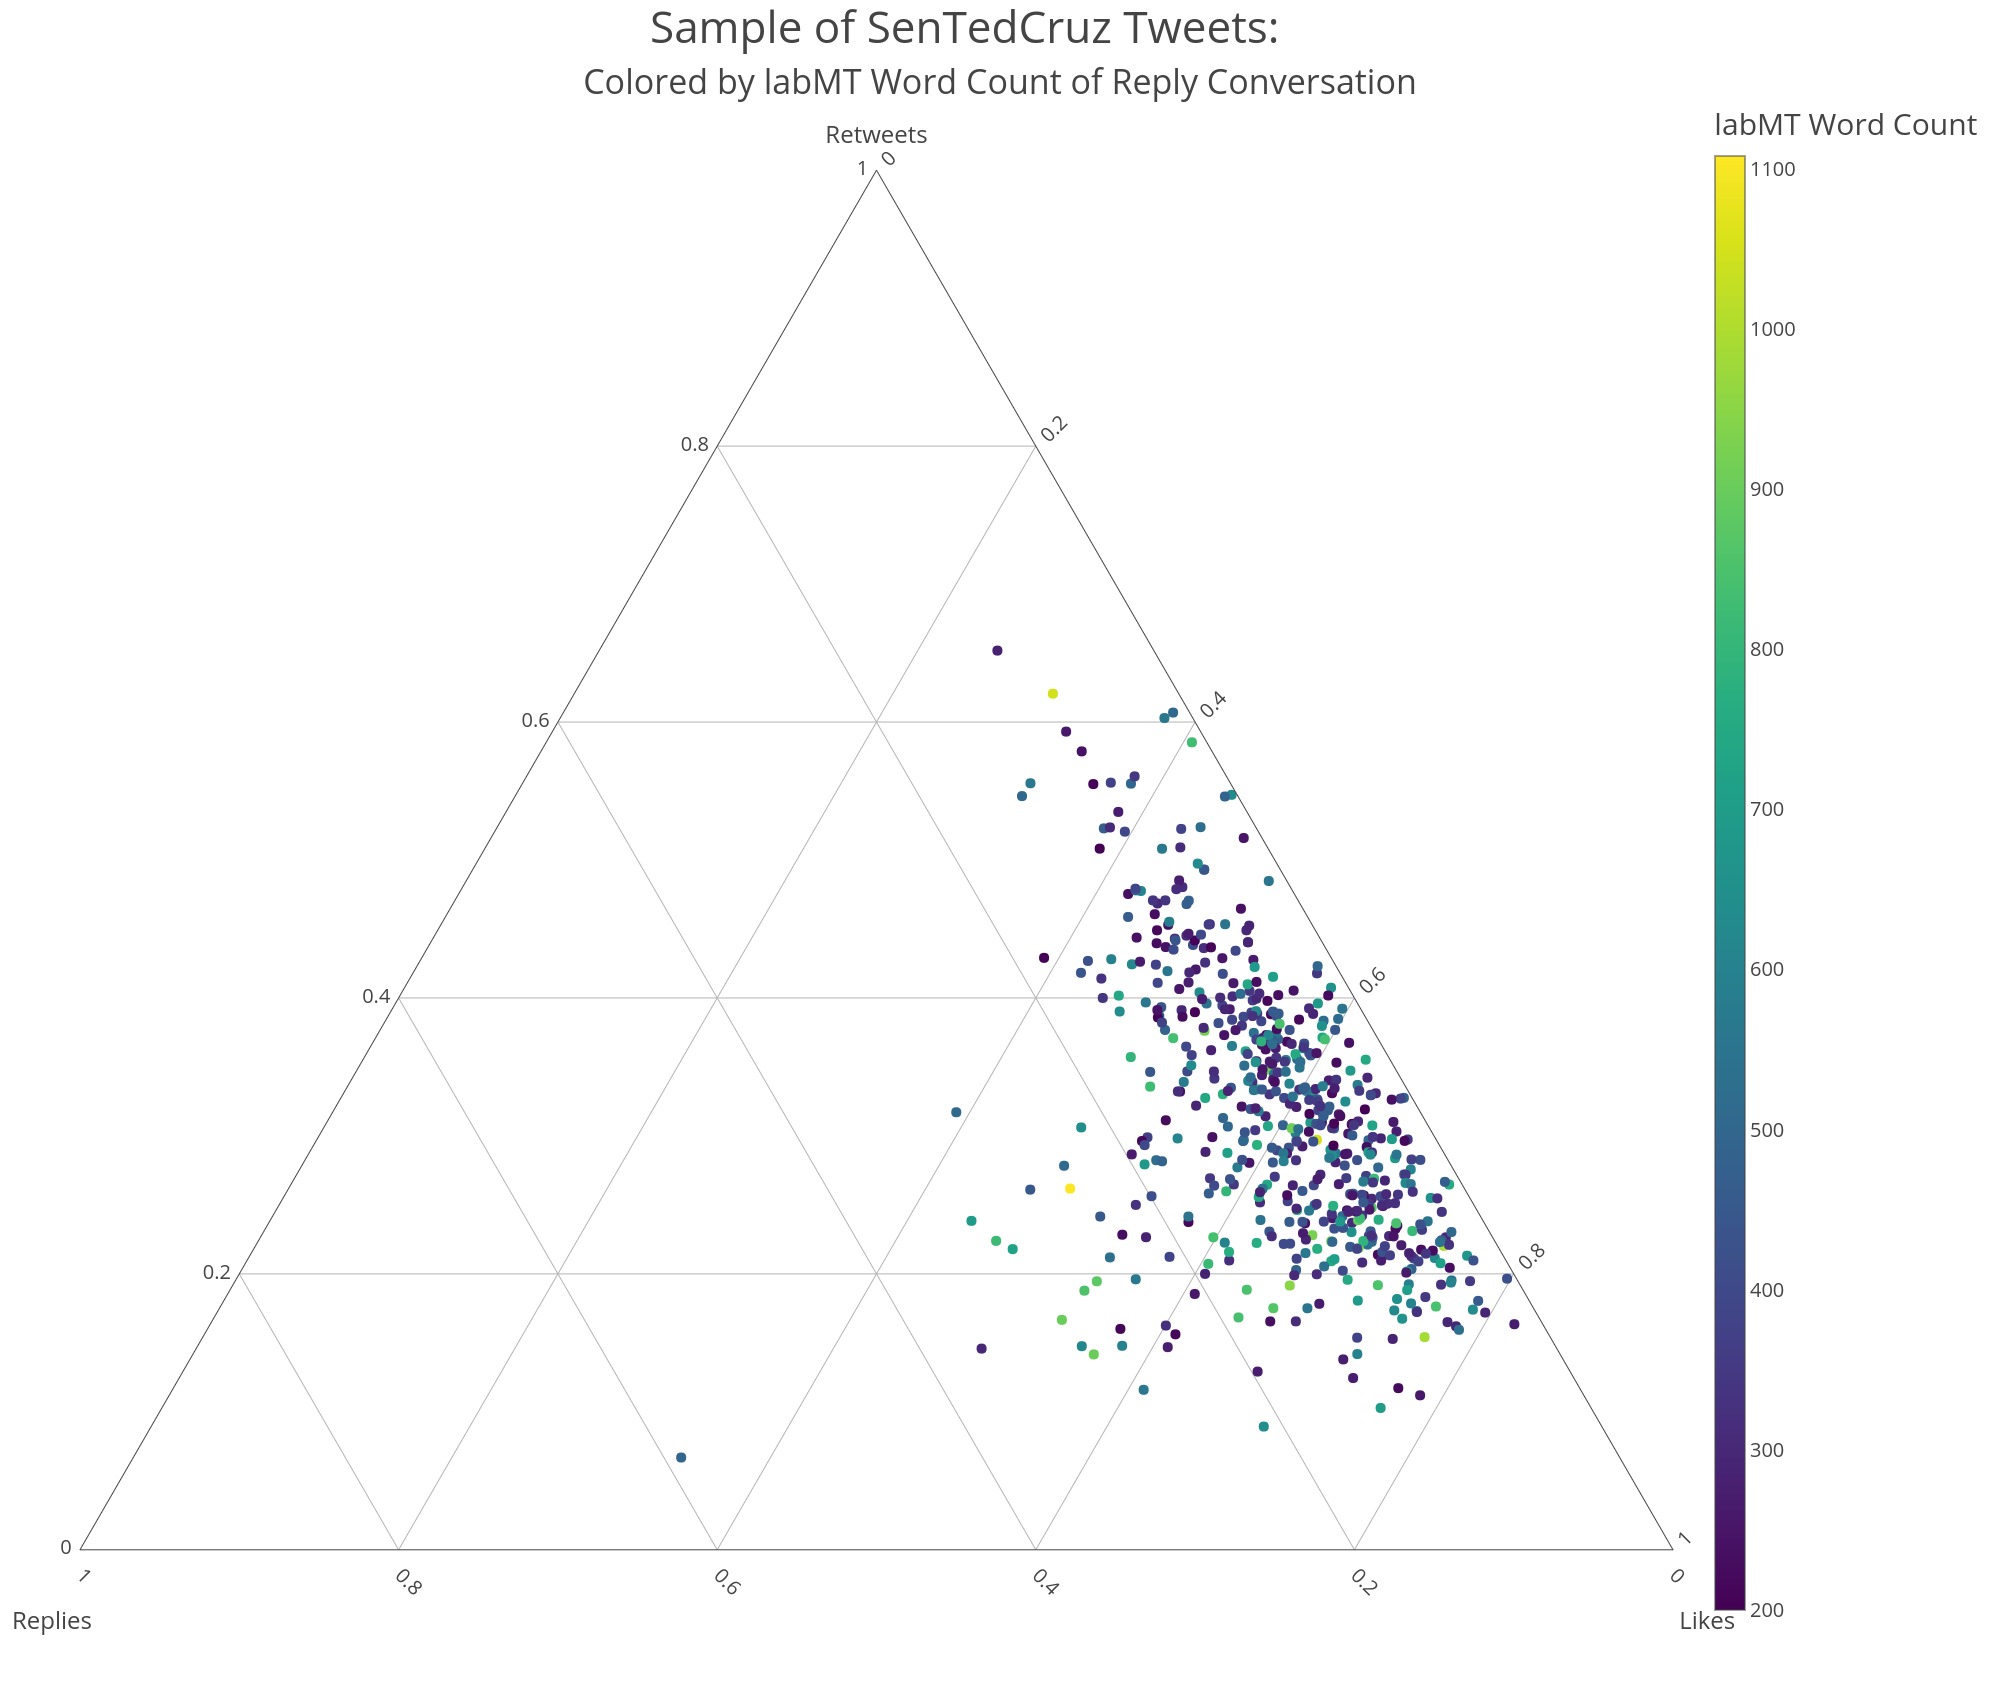 Sample of SenTedCruz Tweets:
Colored by labMT Word Count of Reply Conversation
labMT Word Count
Retweets
1 0
1100
1000
0.8 0.2
900
800
0.6 0.4
700
600
0.4 0.6
500
400
0.2 0.8
300
0 1
1 0.8 0.6 0.4 0.2 0
200
Replies
Likes